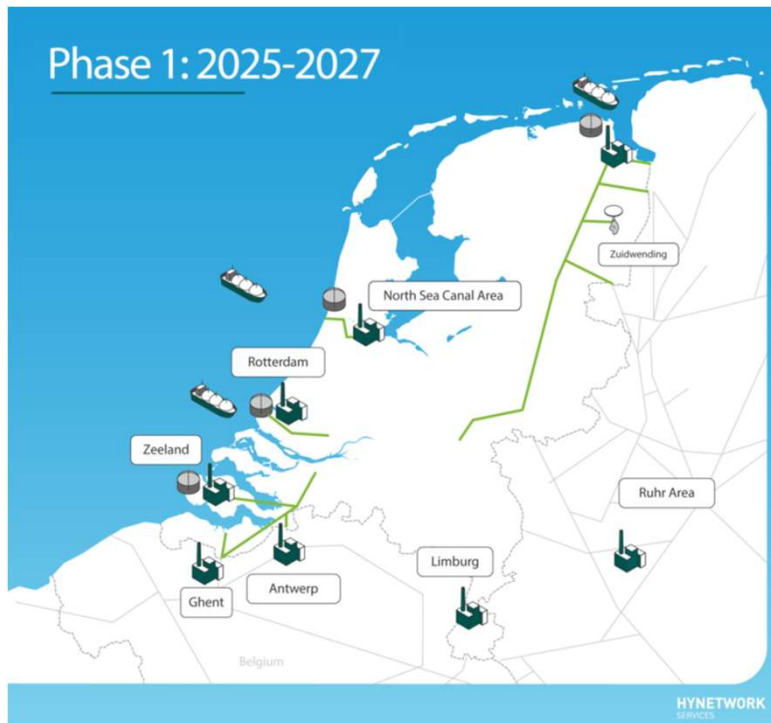 Phase 1: 2025-2027
Zuidwending
North Sea Canal Area
Rotterdam
Zeeland
Ruhr Area
Limburg
Antwerp
Ghent
Belgium
HYNETWORK
SERVICES